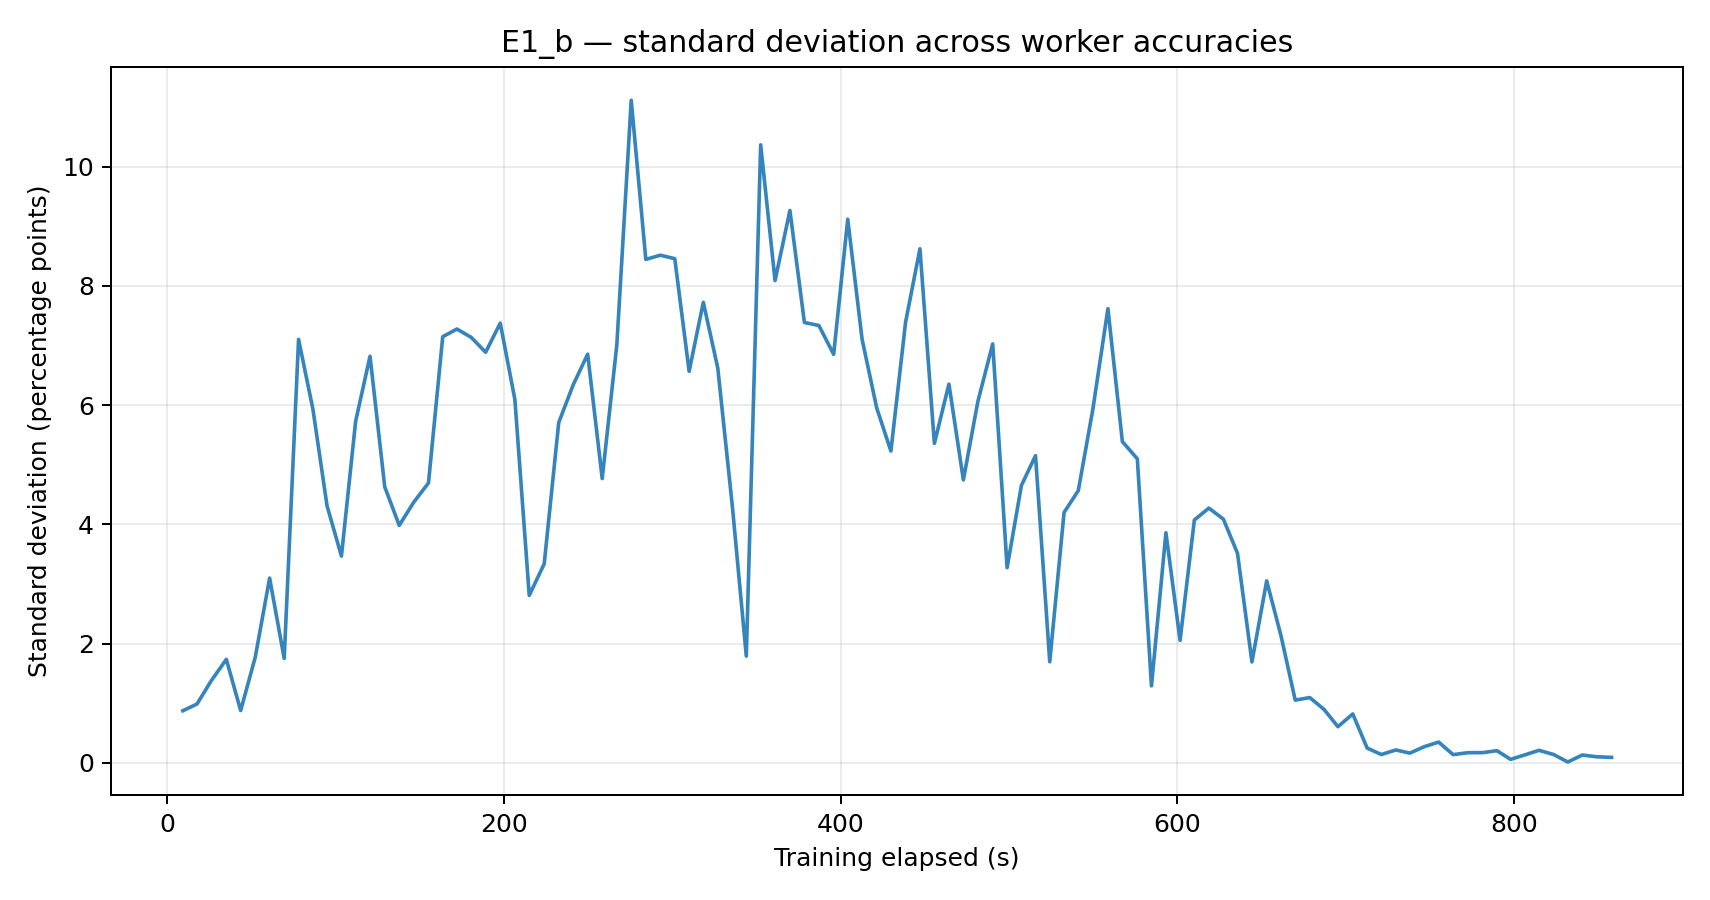 E1_b — standard deviation across worker accuracies
Standard deviation (percentage points)
10
8
6
4
2
0
0 200 400 600 800
Training elapsed (s)